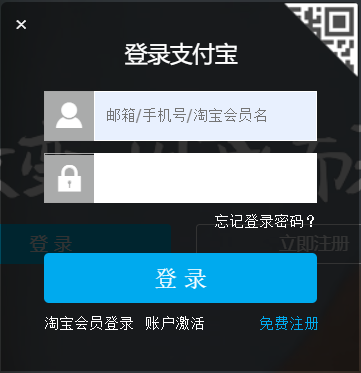 ×
登录支付宝
邮箱/手机号/淘宝会员名
忘记登录密码？
登 录
立即注册
登 录
淘宝会员登录 账户激活 免费注册